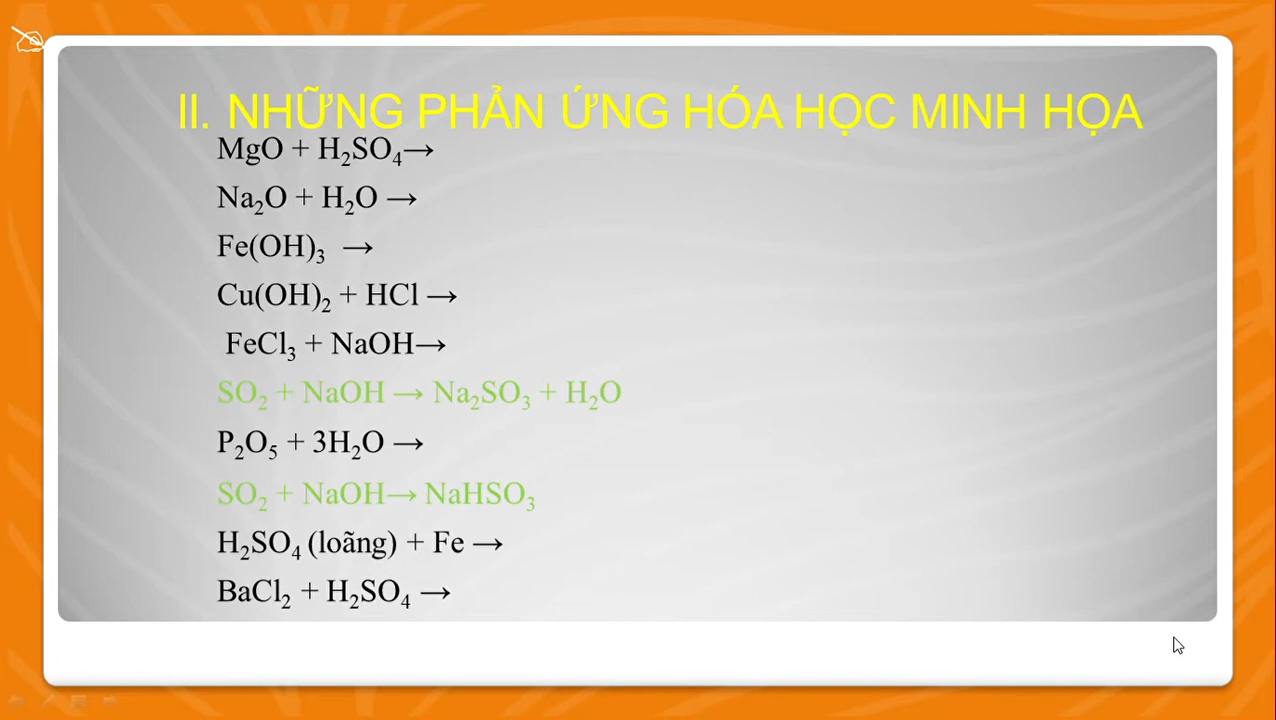 II. NHỮNG PHẢN ỨNG HÓA HỌC MINH HỌA
MgO + H₂SO₄→
Na₂O + H₂O →
Fe(OH)₃ →
Cu(OH)₂ + HCl →
FeCl₃ + NaOH→
SO₂ + NaOH → Na₂SO₃ + H₂O
P₂O₅ + 3H₂O →
SO₂ + NaOH→ NaHSO₃
H₂SO₄ (loãng) + Fe →
BaCl₂ + H₂SO₄ →